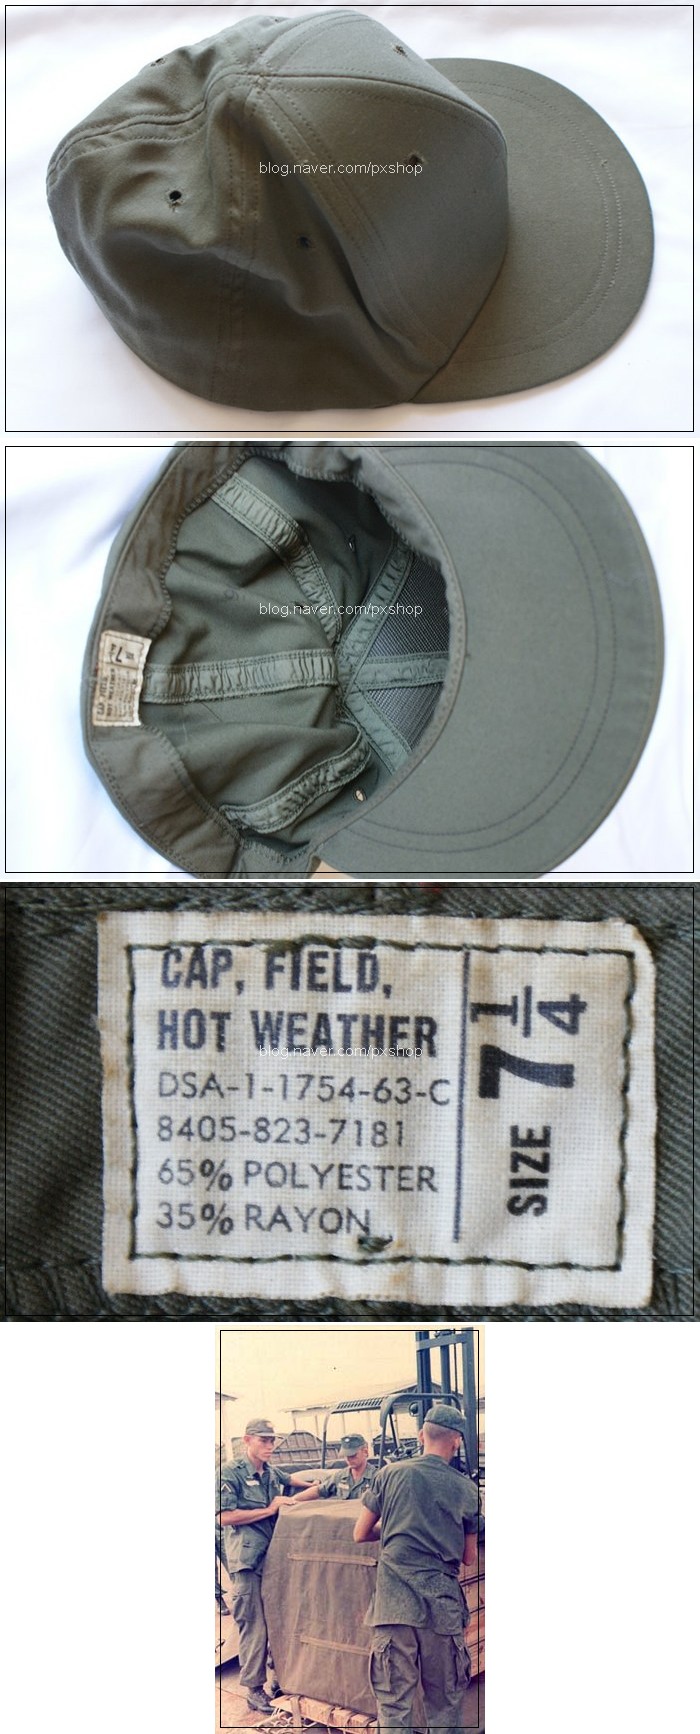 blog.naver.com/pxshop
blog.naver.com/pxshop
CAP, FIELD,
HOT WEATHER
blog.naver.com/pxshop
DSA-1-1754-63-C
8405-823-7181
65% POLYESTER
35% RAYON
SIZE 7 1/4